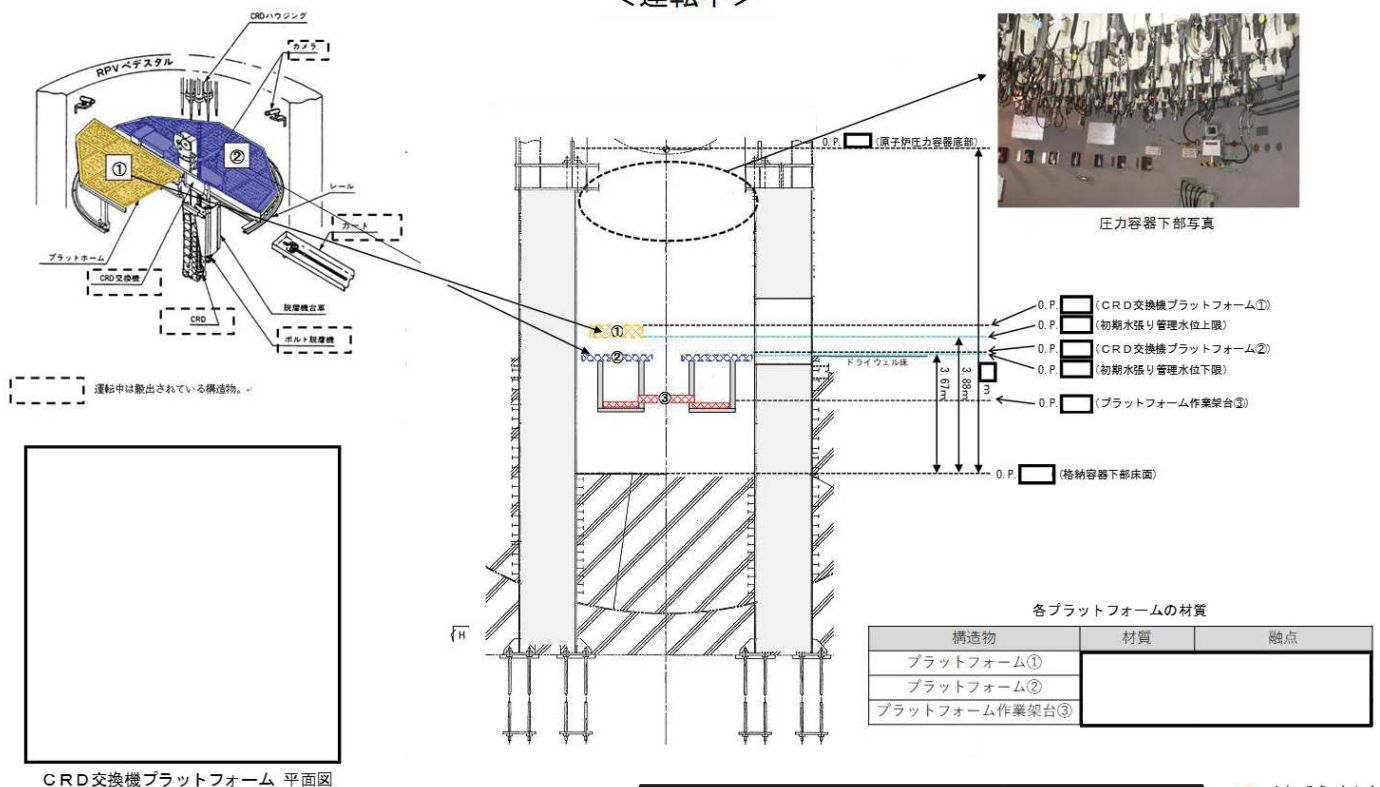 <運転中>
CRDハウジング
カメラ
RPVペデスタル
①
②
レール
カート
プラットホーム
CRD交換機
CRD
脱着機台車
ボルト脱着機
運転中は搬出されている構造物。
O.P. (原子炉圧力容器底部)
圧力容器下部写真
①
②
③
O.P. (CRD交換機プラットフォーム①)
O.P. (初期水張り管理水位上限)
O.P. (CRD交換機プラットフォーム②)
O.P. (初期水張り管理水位下限)
ドライウェル床
3.67m
3.88m
m
O.P. (プラットフォーム作業架台③)
O.P. (格納容器下部床面)
H
各プラットフォームの材質
構造物 材質 融点
プラットフォーム①
プラットフォーム②
プラットフォーム作業架台③
CRD交換機プラットフォーム 平面図